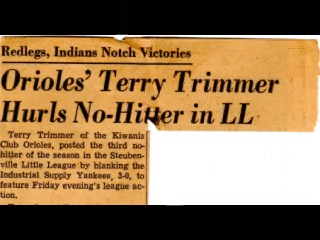 Redlegs, Indians Notch Victories
Orioles' Terry Trimmer
Hurls No-Hitter in LL
Terry Trimmer of the Kiwanis
Club Orioles, posted the third no-
hitter of the season in the Steuben-
ville Little League by blanking the
Industrial Supply Yankees, 3-0, to
feature Friday evening's league ac-
tion.